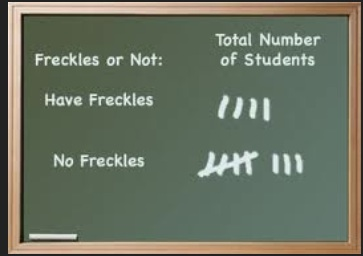 Total Number
Freckles or Not: of Students
Have Freckles
No Freckles